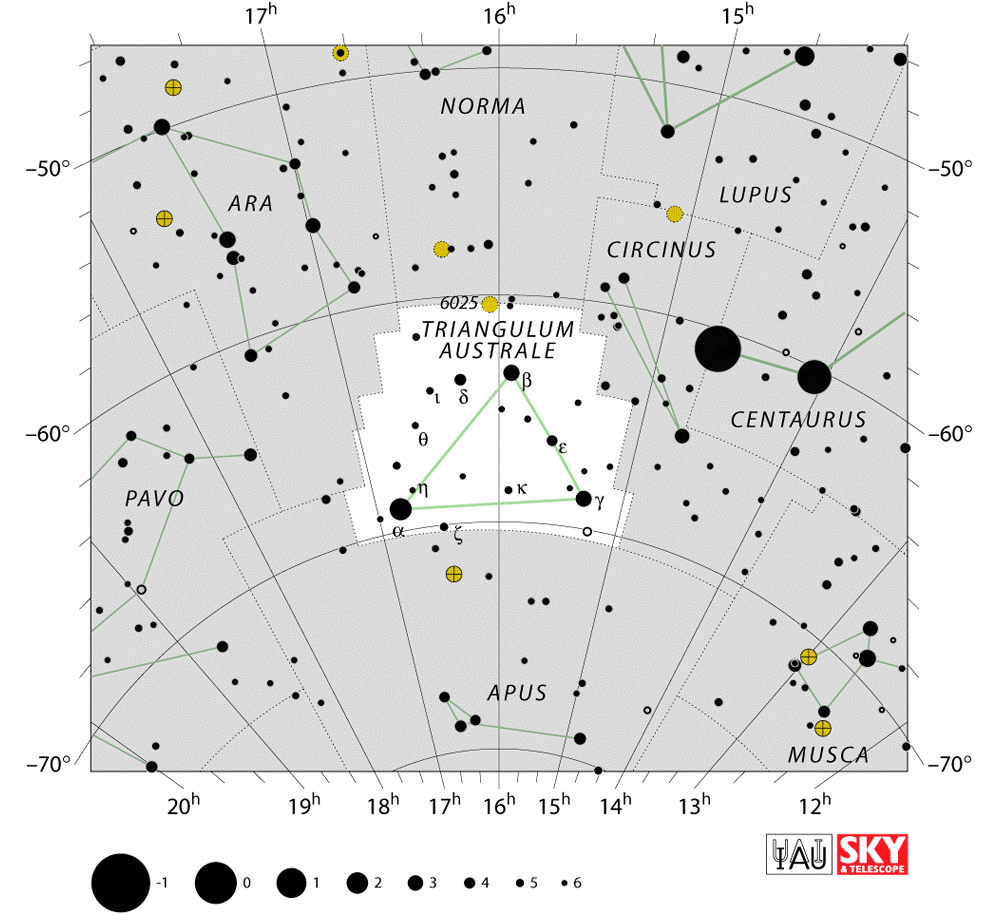 17h 16h 15h
NORMA
–50° –50°
ARA
LUPUS
CIRCINUS
6025
TRIANGULUM
AUSTRALE
β
ι δ
CENTAURUS
θ
–60° –60°
ε
η κ
PAVO
γ
α ζ
APUS
MUSCA
–70° –70°
20h 19h 18h 17h 16h 15h 14h 13h 12h
-1 0 1 2 3 4 5 6
IAU
SKY
& TELESCOPE